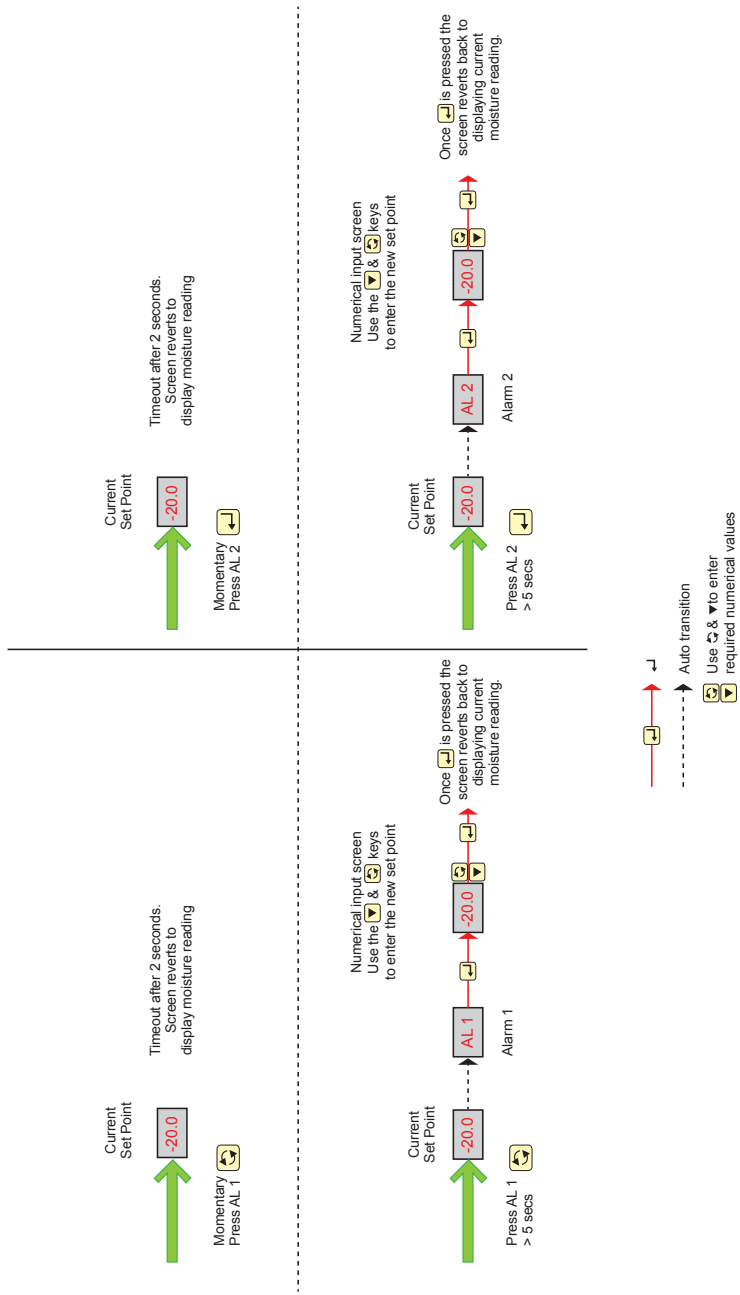 Current
Set Point
-20.0
Momentary
Press AL 1
Timeout after 2 seconds.
Screen reverts to
display moisture reading
Current
Set Point
-20.0
Momentary
Press AL 2
Timeout after 2 seconds.
Screen reverts to
display moisture reading
Current
Set Point
-20.0
Press AL 1
> 5 secs
AL 1
Alarm 1
Numerical input screen
Use the ▼ & keys
to enter the new set point
-20.0
Once ↵ is pressed the
screen reverts back to
displaying current
moisture reading.
Current
Set Point
-20.0
Press AL 2
> 5 secs
AL 2
Alarm 2
Numerical input screen
Use the ▼ & keys
to enter the new set point
-20.0
Once ↵ is pressed the
screen reverts back to
displaying current
moisture reading.
↵
Auto transition
Use & ▼to enter
required numerical values